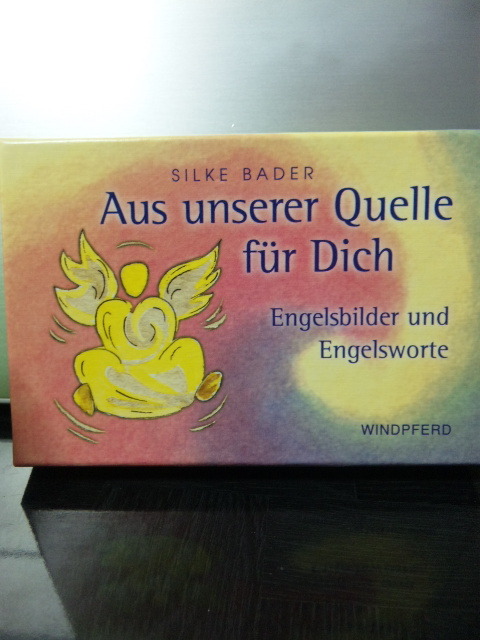 SILKE BADER
Aus unserer Quelle
für Dich
Engelsbilder und
Engelsworte
WINDPFERD